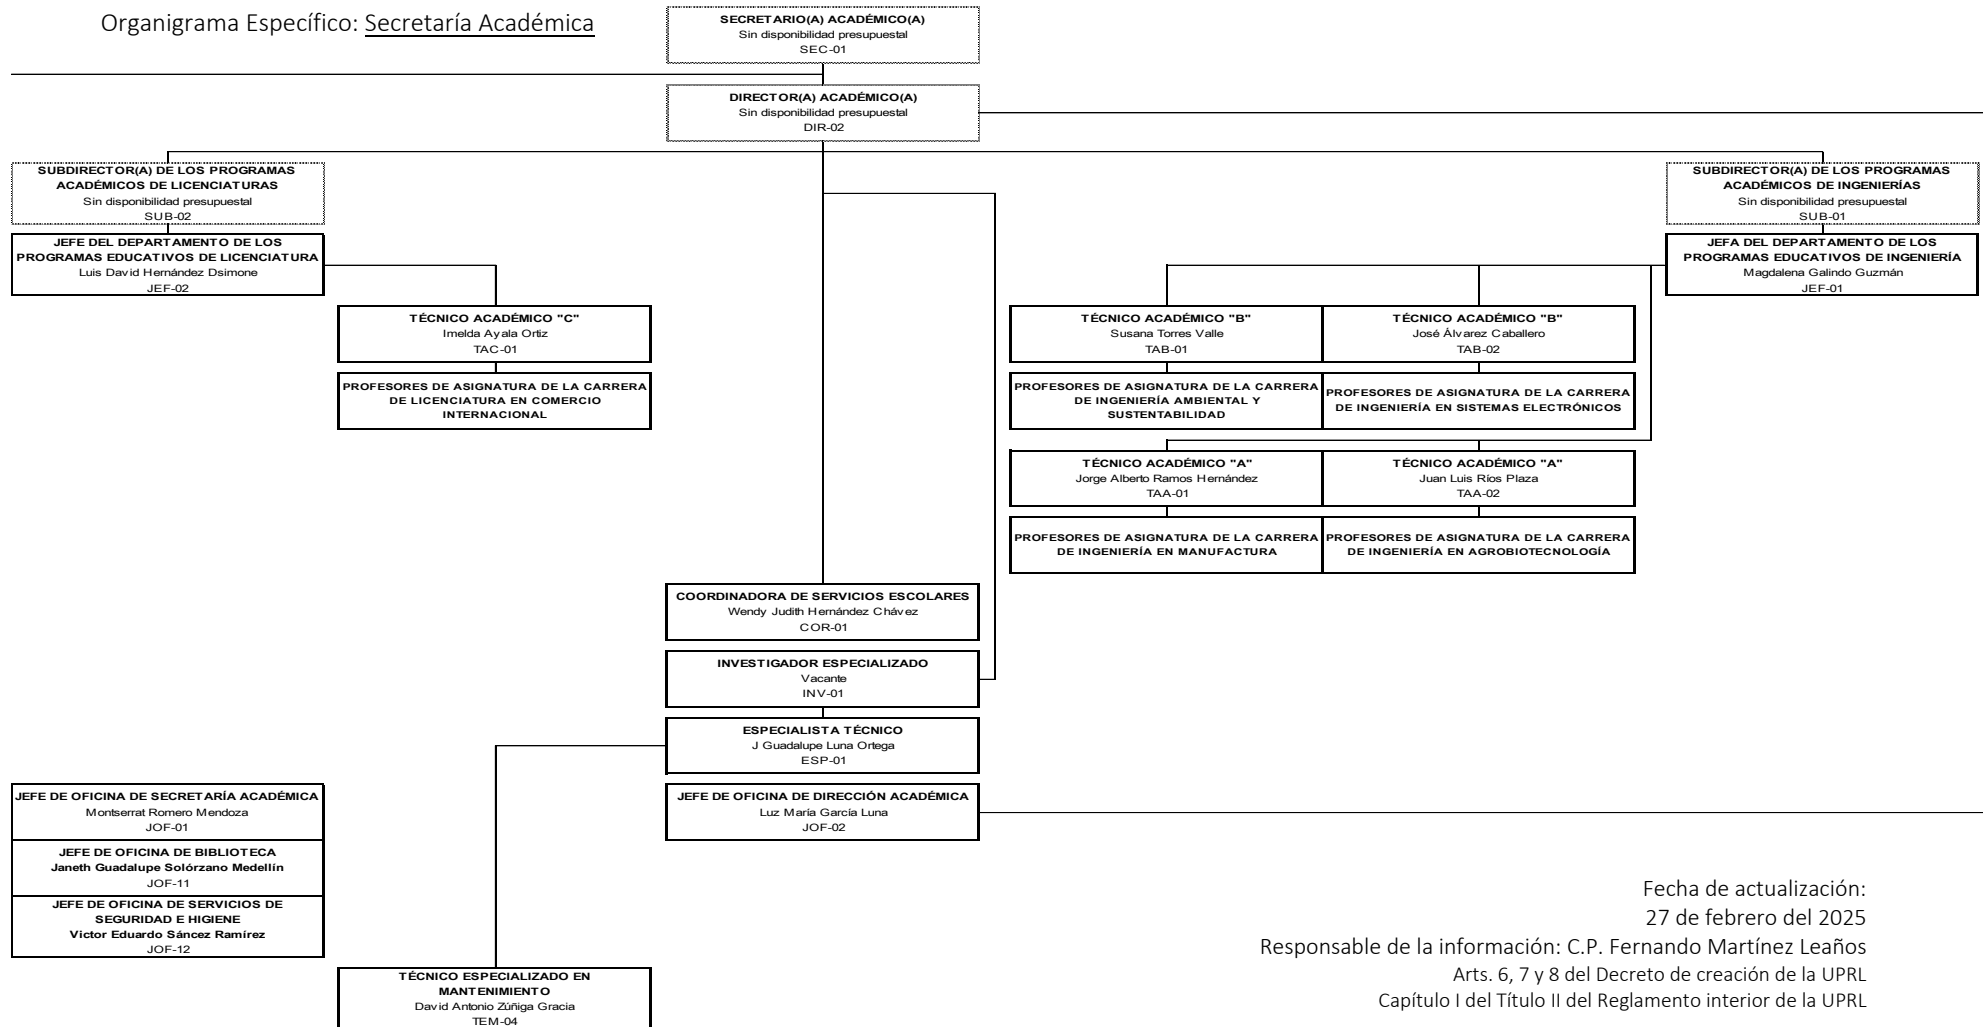 Organigrama Específico: Secretaría Académica
SECRETARIO(A) ACADÉMICO(A)
Sin disponibilidad presupuestal
SEC-01
DIRECTOR(A) ACADÉMICO(A)
Sin disponibilidad presupuestal
DIR-02
SUBDIRECTOR(A) DE LOS PROGRAMAS
ACADÉMICOS DE LICENCIATURAS
Sin disponibilidad presupuestal
SUB-02
SUBDIRECTOR(A) DE LOS PROGRAMAS
ACADÉMICOS DE INGENIERÍAS
Sin disponibilidad presupuestal
SUB-01
JEFE DEL DEPARTAMENTO DE LOS
PROGRAMAS EDUCATIVOS DE LICENCIATURA
Luis David Hernández Dsimone
JEF-02
JEFA DEL DEPARTAMENTO DE LOS
PROGRAMAS EDUCATIVOS DE INGENIERÍA
Magdalena Galindo Guzmán
JEF-01
TÉCNICO ACADÉMICO "C"
Imelda Ayala Ortiz
TAC-01
TÉCNICO ACADÉMICO "B"
Susana Torres Valle
TAB-01
TÉCNICO ACADÉMICO "B"
José Álvarez Caballero
TAB-02
PROFESORES DE ASIGNATURA DE LA CARRERA
DE LICENCIATURA EN COMERCIO
INTERNACIONAL
PROFESORES DE ASIGNATURA DE LA CARRERA
DE INGENIERÍA AMBIENTAL Y
SUSTENTABILIDAD
PROFESORES DE ASIGNATURA DE LA CARRERA
DE INGENIERÍA EN SISTEMAS ELECTRÓNICOS
TÉCNICO ACADÉMICO "A"
Jorge Alberto Ramos Hernández
TAA-01
TÉCNICO ACADÉMICO "A"
Juan Luis Ríos Plaza
TAA-02
PROFESORES DE ASIGNATURA DE LA CARRERA
DE INGENIERÍA EN MANUFACTURA
PROFESORES DE ASIGNATURA DE LA CARRERA
DE INGENIERÍA EN AGROBIOTECNOLOGÍA
COORDINADORA DE SERVICIOS ESCOLARES
Wendy Judith Hernández Chávez
COR-01
INVESTIGADOR ESPECIALIZADO
Vacante
INV-01
ESPECIALISTA TÉCNICO
J Guadalupe Luna Ortega
ESP-01
JEFE DE OFICINA DE SECRETARÍA ACADÉMICA
Montserrat Romero Mendoza
JOF-01
JEFE DE OFICINA DE DIRECCIÓN ACADÉMICA
Luz María García Luna
JOF-02
JEFE DE OFICINA DE BIBLIOTECA
Janeth Guadalupe Solórzano Medellín
JOF-11
JEFE DE OFICINA DE SERVICIOS DE
SEGURIDAD E HIGIENE
Victor Eduardo Sáncez Ramírez
JOF-12
TÉCNICO ESPECIALIZADO EN
MANTENIMIENTO
David Antonio Zúñiga Gracia
TEM-04
Fecha de actualización:
27 de febrero del 2025
Responsable de la información: C.P. Fernando Martínez Leaños
Arts. 6, 7 y 8 del Decreto de creación de la UPRL
Capítulo I del Título II del Reglamento interior de la UPRL